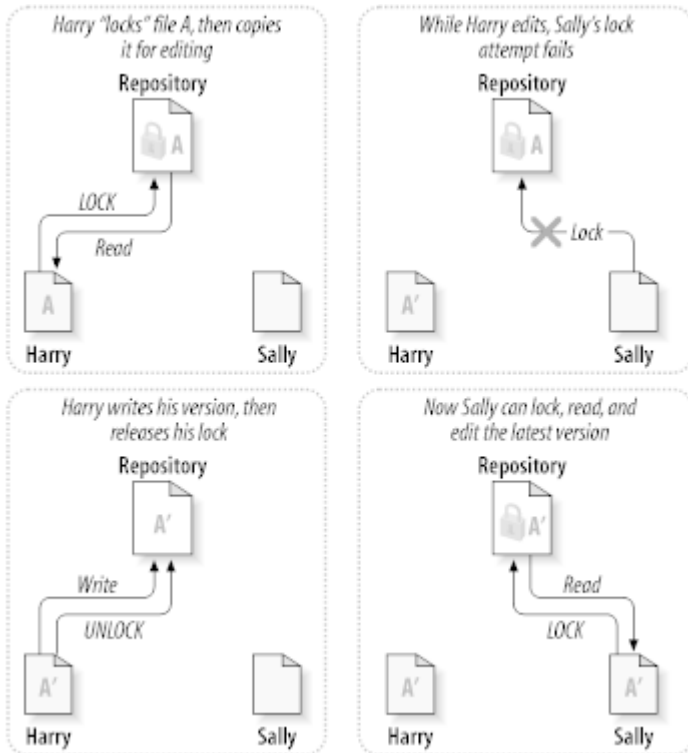 Harry “locks” file A, then copies
it for editing
Repository
A
LOCK
Read
A
Harry
Sally
While Harry edits, Sally’s lock
attempt fails
Repository
A
Lock
A’
Harry
Sally
Harry writes his version, then
releases his lock
Repository
A’
Write
UNLOCK
A’
Harry
Sally
Now Sally can lock, read, and
edit the latest version
Repository
A’
Read
LOCK
A’
Harry
A’
Sally